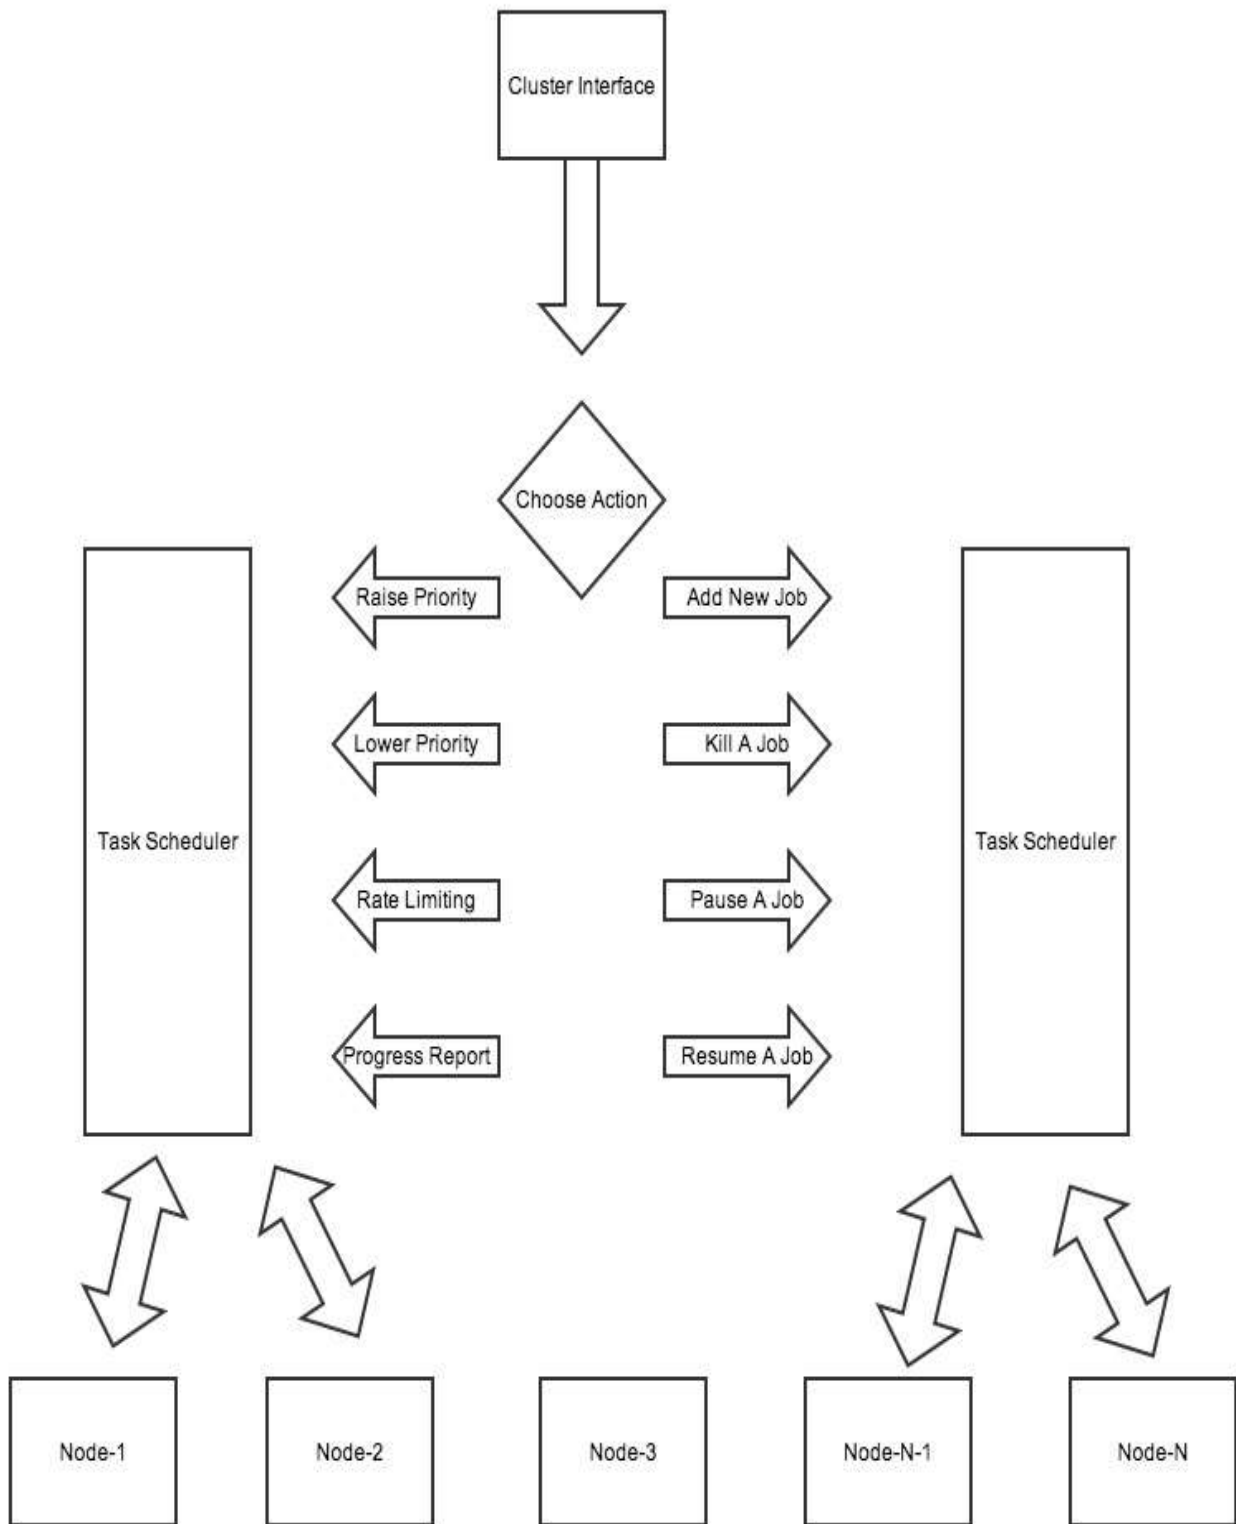 Cluster Interface
Choose Action
Raise Priority
Add New Job
Lower Priority
Kill A Job
Task Scheduler
Task Scheduler
Rate Limiting
Pause A Job
Progress Report
Resume A Job
Node-1
Node-2
Node-3
Node-N-1
Node-N